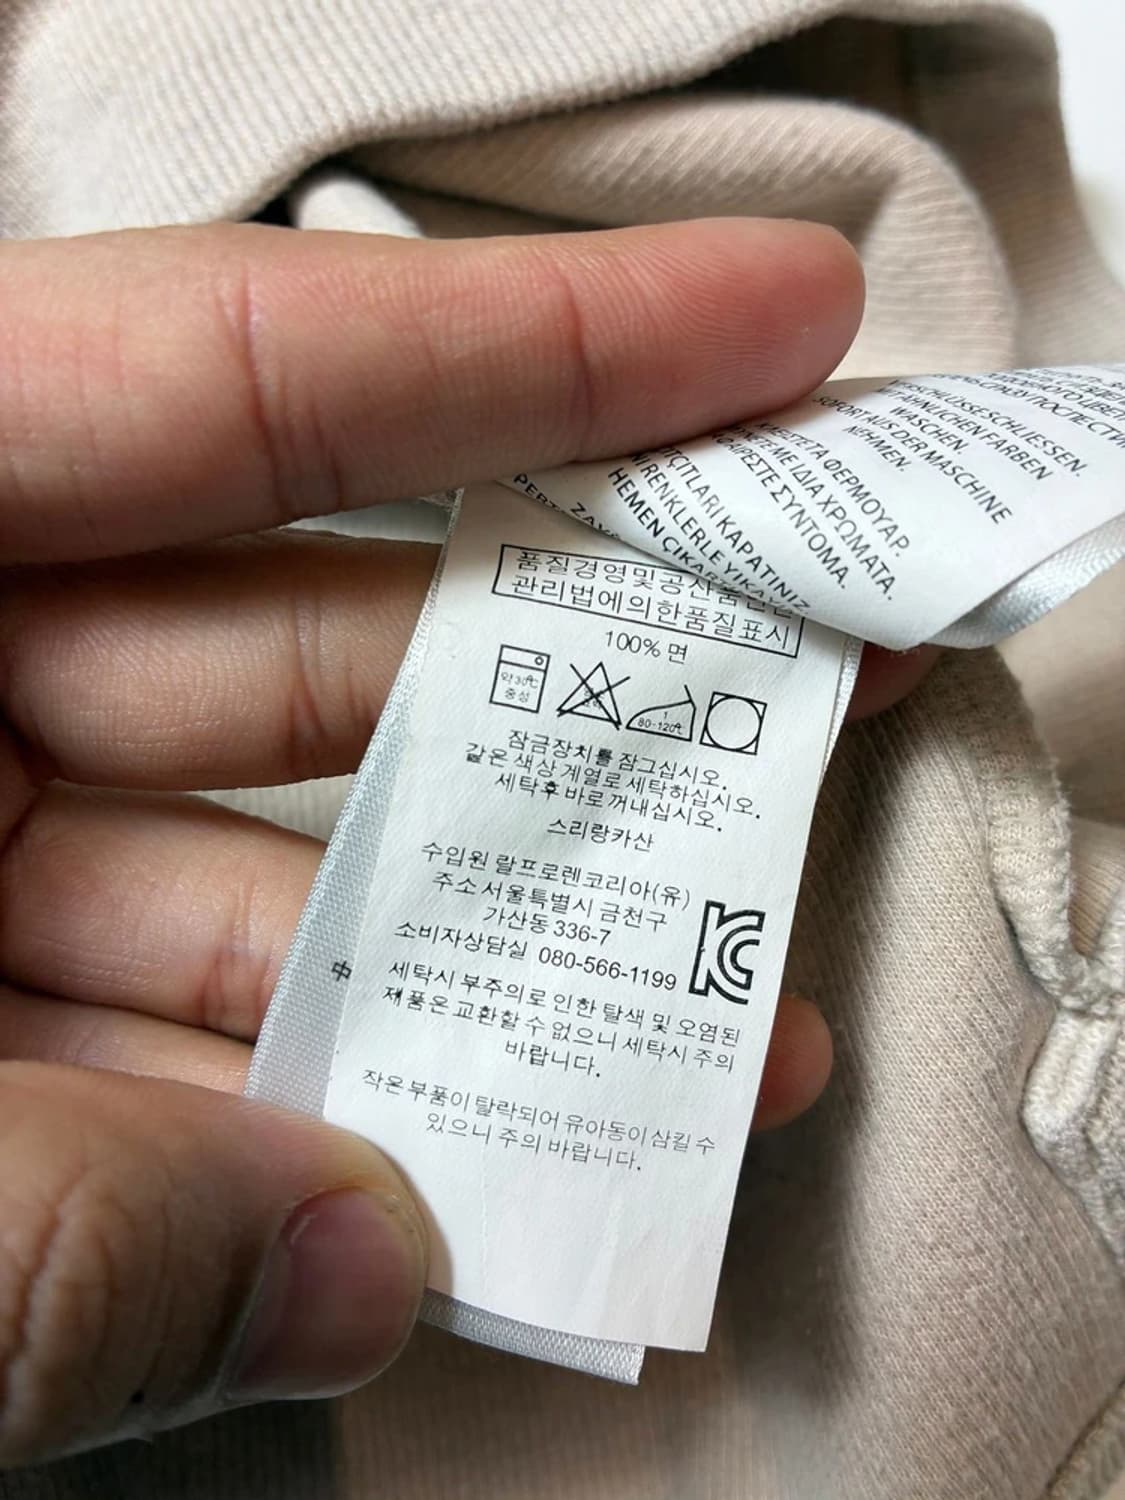 VERSCHLÜSSE SCHLIESSEN.
MIT ÄHNLICHEN FARBEN
WASCHEN.
SOFORT AUS DER MASCHINE
NEHMEN.
ΦΕΡΜΟΥΑΡ.
ΙΔΙΑ ΧΡΩΜΑΤΑ.
ΣΥΝΤΟΜΑ.
KAPATINIZ.
RENKLERLE
HEMEN
품질경영및공산품안전
관리법에의한품질표시
100% 면
약30℃
중성
1
80-120℃
잠금장치를 잠그십시오.
같은 색상 계열로 세탁하십시오.
세탁후 바로 꺼내십시오.
스리랑카산
수입원 랄프로렌코리아(유)
주소 서울특별시 금천구
가산동 336-7
소비자상담실 080-566-1199
세탁시 부주의로 인한 탈색 및 오염된
제품은 교환할 수 없으니 세탁시 주의
바랍니다.
작은 부품이 탈락되어 유아동이 삼킬 수
있으니 주의 바랍니다.
中